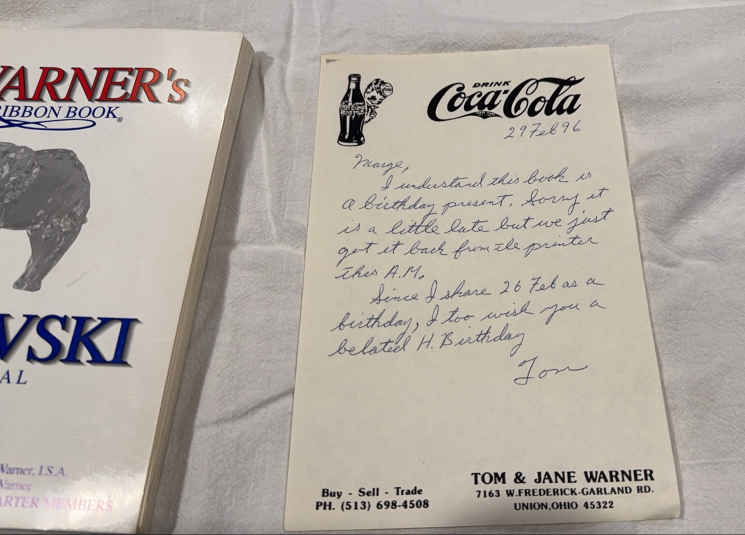 WARNER's
RIBBON BOOK
VSKI
AL
Warner, I.S.A.
Warner
ARTER MEMBERS
DRINK
Coca-Cola
29 Feb 96
Marge,
I understand this book is
a birthday present. Sorry it
is a little late but we just
got it back from the printer
this A.M.
Since I share 26 Feb as a
birthday, I too wish you a
belated H. Birthday
Tom
Buy - Sell - Trade
PH. (513) 698-4508
TOM & JANE WARNER
7163 W.FREDERICK-GARLAND RD.
UNION,OHIO 45322